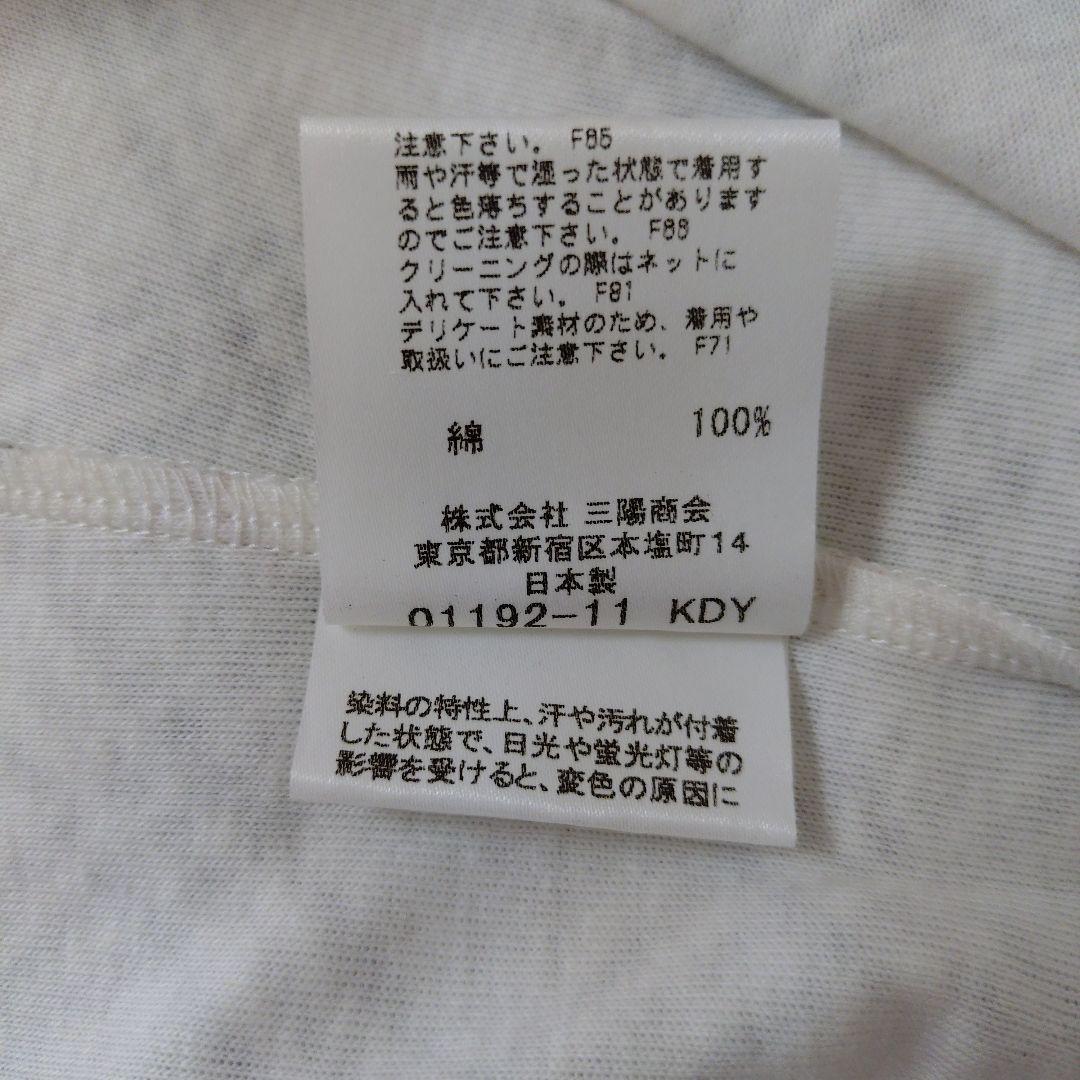 注意下さい。 F85
雨や汗等で湿った状態で着用す
ると色落ちすることがあります
のでご注意下さい。 F88
クリーニングの際はネットに
入れて下さい。 F81
デリケート素材のため、着用や
取扱いにご注意下さい。 F71
綿 100%
株式会社 三陽商会
東京都新宿区本塩町14
日本製
01192-11 KDY
染料の特性上、汗や汚れが付着
した状態で、日光や蛍光灯等の
影響を受けると、変色の原因に